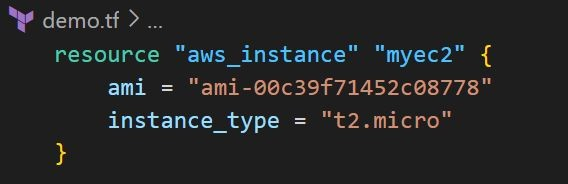 demo.tf > ...
resource "aws_instance" "myec2" {
    ami = "ami-00c39f71452c08778"
    instance_type = "t2.micro"
}